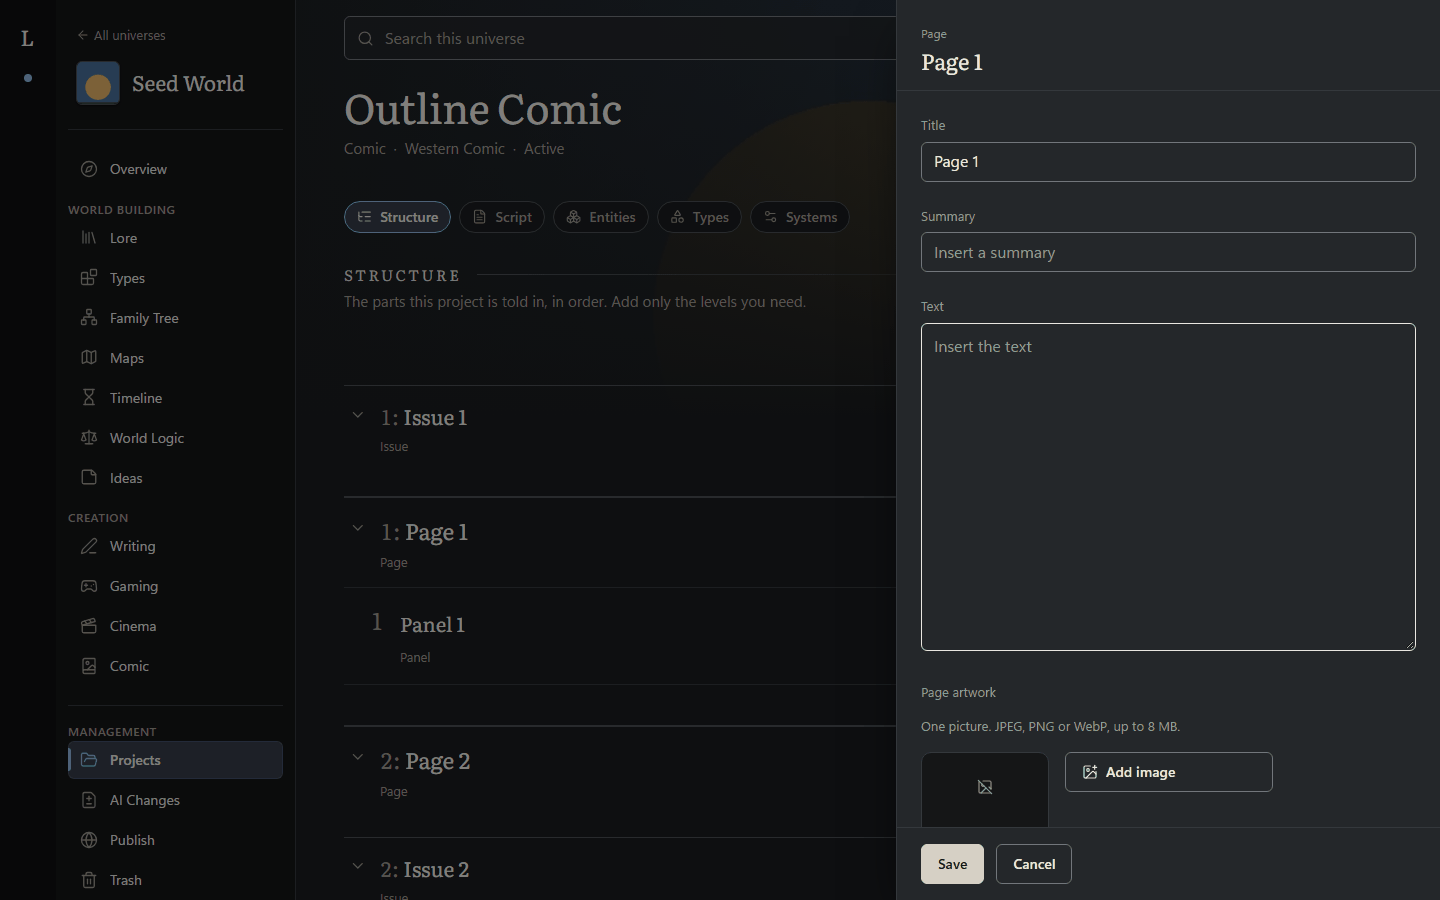 L
All universes
Seed World
Overview
WORLD BUILDING
Lore
Types
Family Tree
Maps
Timeline
World Logic
Ideas
CREATION
Writing
Gaming
Cinema
Comic
MANAGEMENT
Projects
AI Changes
Publish
Trash
Search this universe
Outline Comic
Comic · Western Comic · Active
Structure
Script
Entities
Types
Systems
STRUCTURE
The parts this project is told in, in order. Add only the levels you need.
1: Issue 1
Issue
1: Page 1
Page
1 Panel 1
Panel
2: Page 2
Page
2: Issue 2
Issue
Page
Page 1
Title
Page 1
Summary
Insert a summary
Text
Insert the text
Page artwork
One picture. JPEG, PNG or WebP, up to 8 MB.
Add image
Save
Cancel